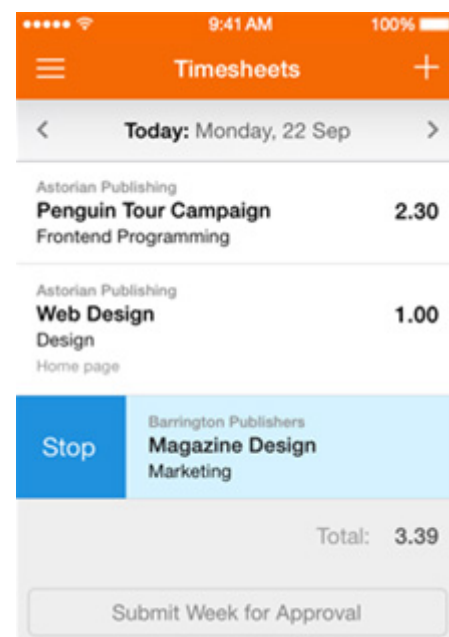 9:41 AM 100%
Timesheets
Today: Monday, 22 Sep
Astorian Publishing
Penguin Tour Campaign 2.30
Frontend Programming
Astorian Publishing
Web Design 1.00
Design
Home page
Stop
Barrington Publishers
Magazine Design
Marketing
Total: 3.39
Submit Week for Approval